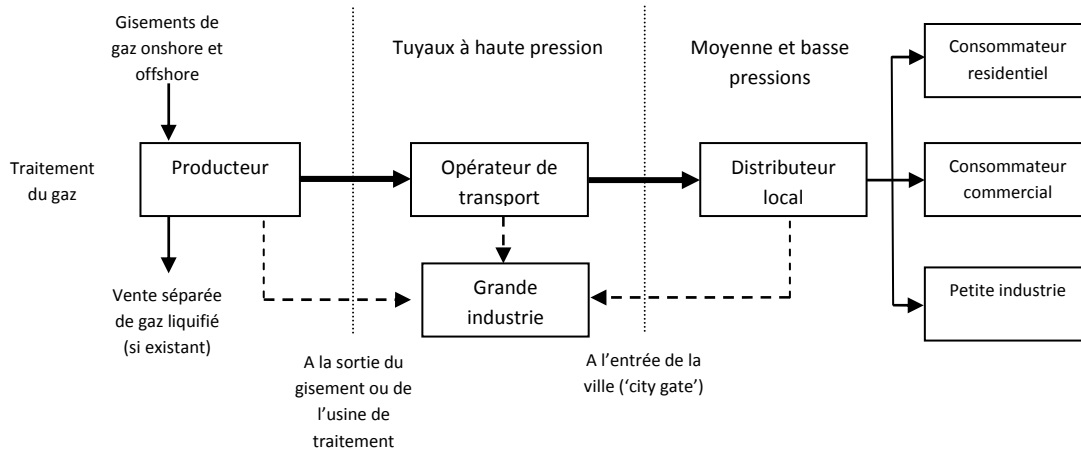 Gisements de
gaz onshore et
offshore
Tuyaux à haute pression
Moyenne et basse
pressions
Consommateur
residentiel
Traitement
du gaz
Producteur
Opérateur de
transport
Distributeur
local
Consommateur
commercial
Vente séparée
de gaz liquifié
(si existant)
Grande
industrie
Petite industrie
A la sortie du
gisement ou de
l’usine de
traitement
A l’entrée de la
ville (‘city gate’)